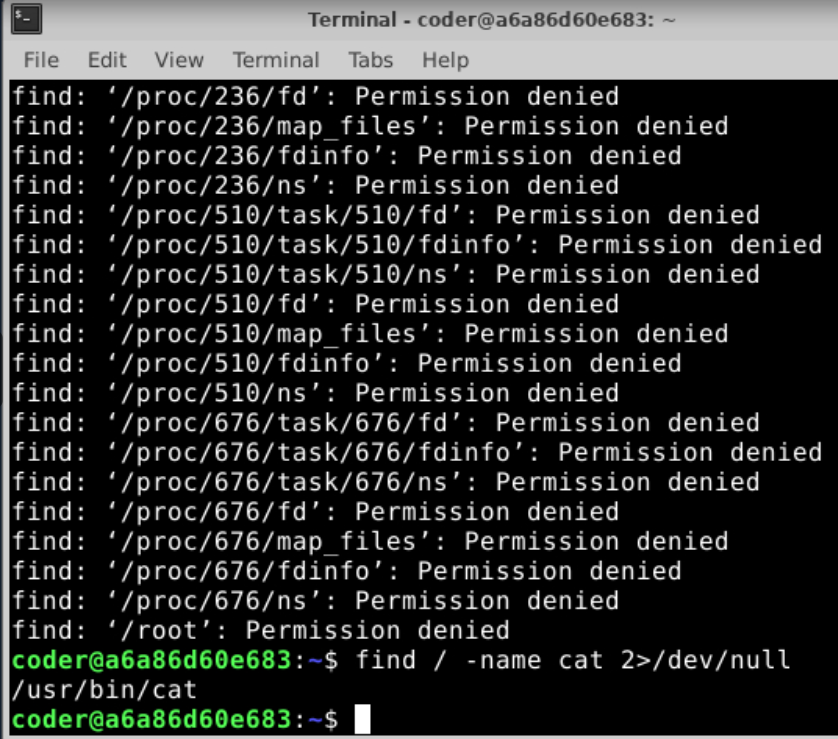 Terminal - coder@a6a86d60e683: ~
File Edit View Terminal Tabs Help
find: ‘/proc/236/fd’: Permission denied
find: ‘/proc/236/map_files’: Permission denied
find: ‘/proc/236/fdinfo’: Permission denied
find: ‘/proc/236/ns’: Permission denied
find: ‘/proc/510/task/510/fd’: Permission denied
find: ‘/proc/510/task/510/fdinfo’: Permission denied
find: ‘/proc/510/task/510/ns’: Permission denied
find: ‘/proc/510/fd’: Permission denied
find: ‘/proc/510/map_files’: Permission denied
find: ‘/proc/510/fdinfo’: Permission denied
find: ‘/proc/510/ns’: Permission denied
find: ‘/proc/676/task/676/fd’: Permission denied
find: ‘/proc/676/task/676/fdinfo’: Permission denied
find: ‘/proc/676/task/676/ns’: Permission denied
find: ‘/proc/676/fd’: Permission denied
find: ‘/proc/676/map_files’: Permission denied
find: ‘/proc/676/fdinfo’: Permission denied
find: ‘/proc/676/ns’: Permission denied
find: ‘/root’: Permission denied
coder@a6a86d60e683:~$ find / -name cat 2>/dev/null
/usr/bin/cat
coder@a6a86d60e683:~$